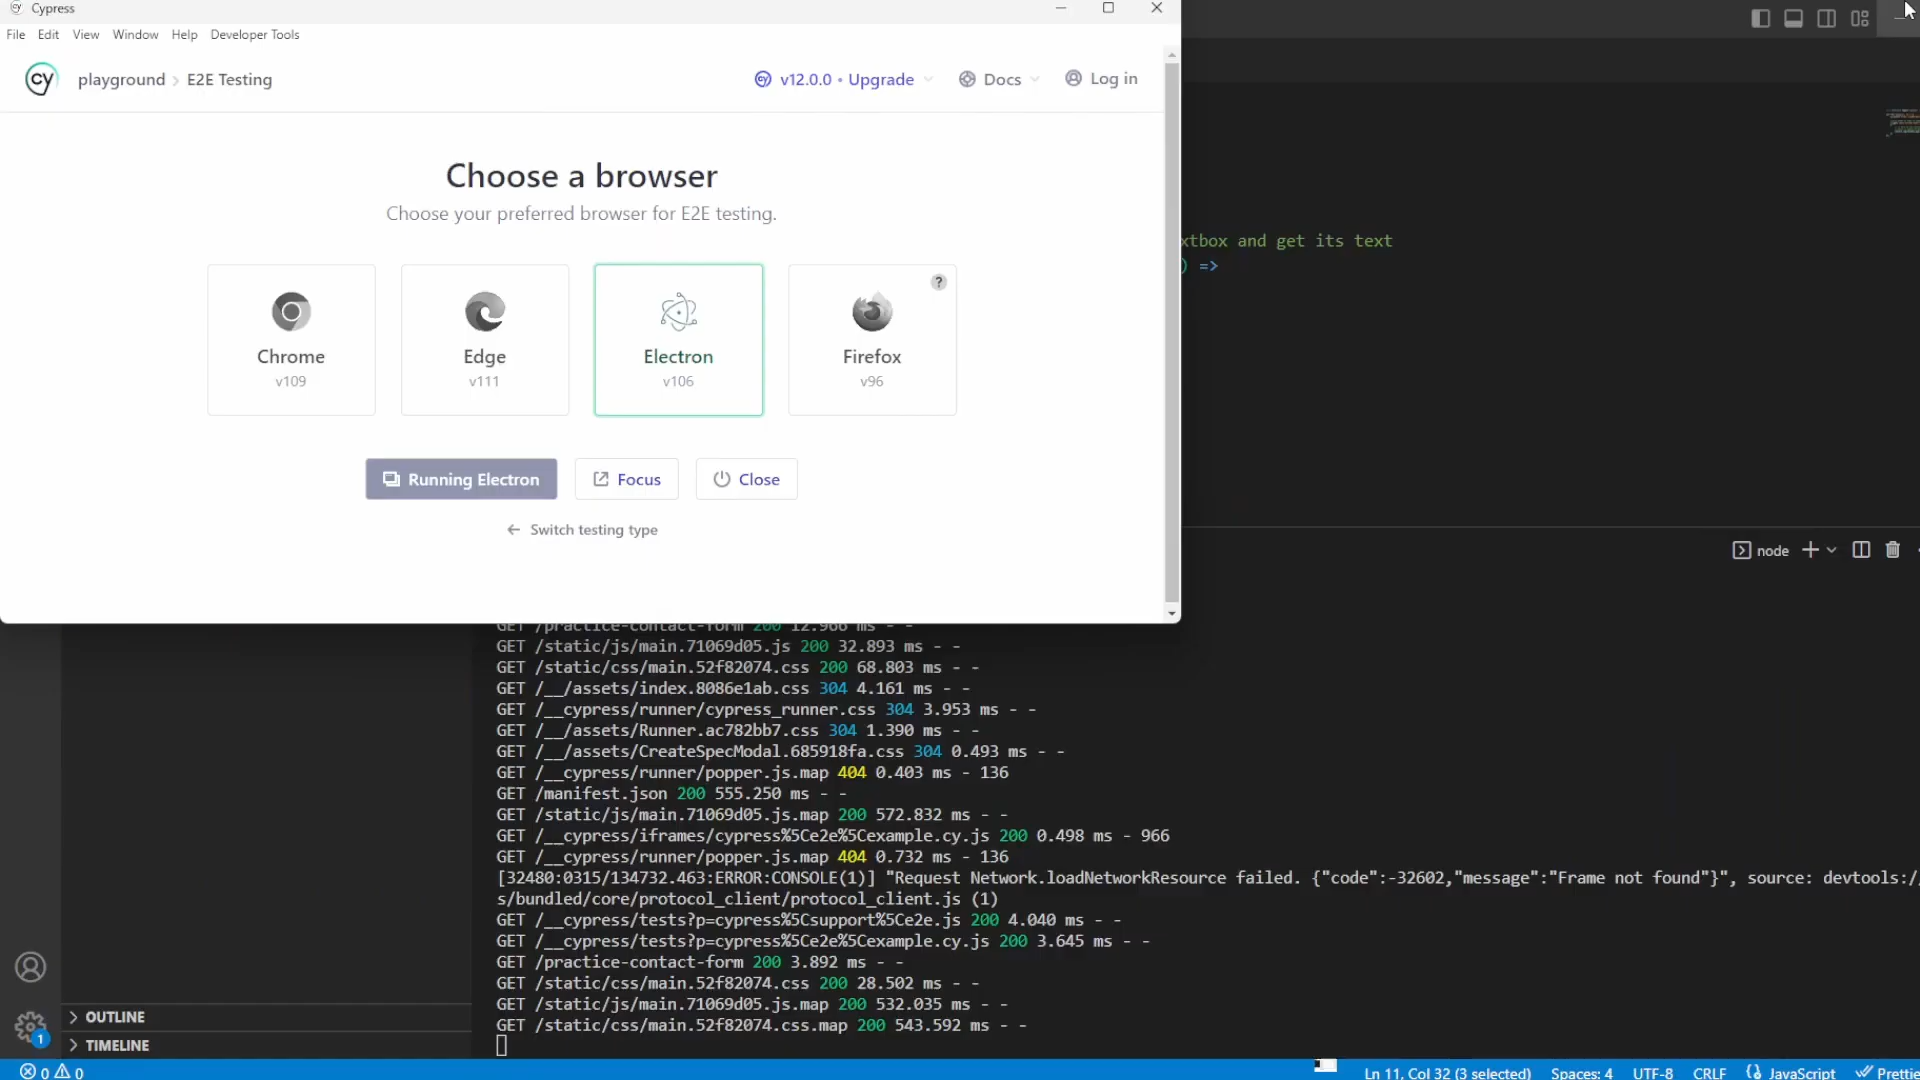 Cypress
File Edit View Window Help Developer Tools
cy playground > E2E Testing v12.0.0 • Upgrade Docs Log in
Choose a browser
Choose your preferred browser for E2E testing.
?
Chrome Edge Electron Firefox
v109 v111 v106 v96
Running Electron Focus Close
← Switch testing type
xtbox and get its text
) =>
node
GET /practice-contact-form 200 12.966 ms - -
GET /static/js/main.71069d05.js 200 32.893 ms - -
GET /static/css/main.52f82074.css 200 68.803 ms - -
GET /__/assets/index.8086e1ab.css 304 4.161 ms - -
GET /__cypress/runner/cypress_runner.css 304 3.953 ms - -
GET /__/assets/Runner.ac782bb7.css 304 1.390 ms - -
GET /__/assets/CreateSpecModal.685918fa.css 304 0.493 ms - -
GET /__cypress/runner/popper.js.map 404 0.403 ms - 136
GET /manifest.json 200 555.250 ms - -
GET /static/js/main.71069d05.js.map 200 572.832 ms - -
GET /__cypress/iframes/cypress%5Ce2e%5Cexample.cy.js 200 0.498 ms - 966
GET /__cypress/runner/popper.js.map 404 0.732 ms - 136
[32480:0315/134732.463:ERROR:CONSOLE(1)] "Request Network.loadNetworkResource failed. {"code":-32602,"message":"Frame not found"}", source: devtools:/
s/bundled/core/protocol_client/protocol_client.js (1)
GET /__cypress/tests?p=cypress%5Csupport%5Ce2e.js 200 4.040 ms - -
GET /__cypress/tests?p=cypress%5Ce2e%5Cexample.cy.js 200 3.645 ms - -
GET /practice-contact-form 200 3.892 ms - -
GET /static/css/main.52f82074.css 200 28.502 ms - -
GET /static/js/main.71069d05.js.map 200 532.035 ms - -
GET /static/css/main.52f82074.css.map 200 543.592 ms - -
> OUTLINE
1
> TIMELINE
0 0 Ln 11, Col 32 (3 selected) Spaces: 4 UTF-8 CRLF {} JavaScript Prettie